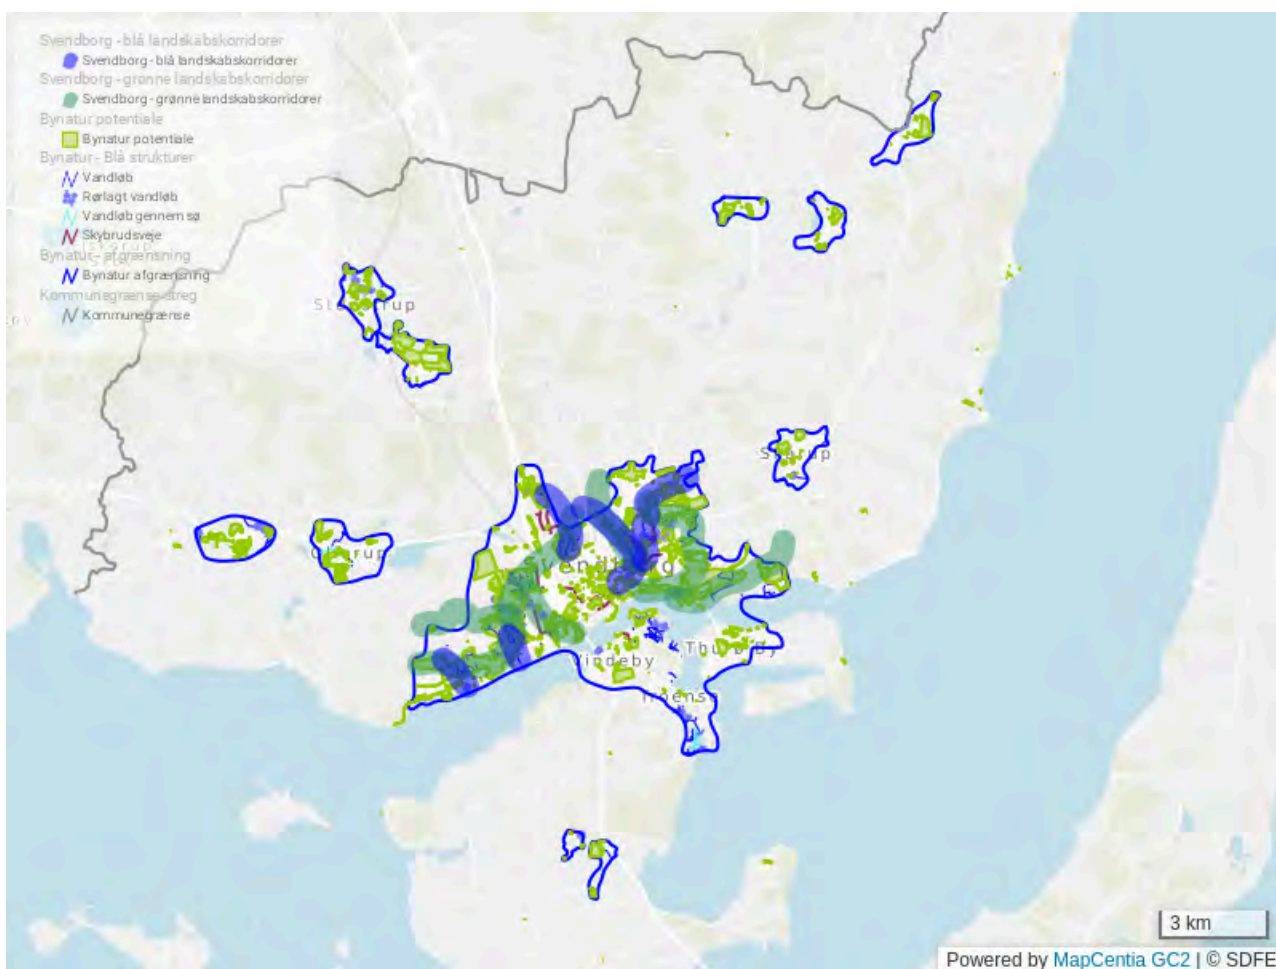 Svendborg - blå landskabskorridorer
Svendborg - blå landskabskorridorer
Svendborg - grønne landskabskorridorer
Svendborg - grønne landskabskorridorer
Bynatur potentiale
Bynatur potentiale
Bynatur - Blå strukturer
Vandløb
Rørlagt vandløb
Vandløb gennem sø
Skybrudsveje
Bynatur - afgrænsning
Bynatur afgrænsning
Kommunegrænse-streg
Kommunegrænse
Svendborg
Vindeby
Thurø By
Troense
3 km
Powered by MapCentia GC2 | © SDFE